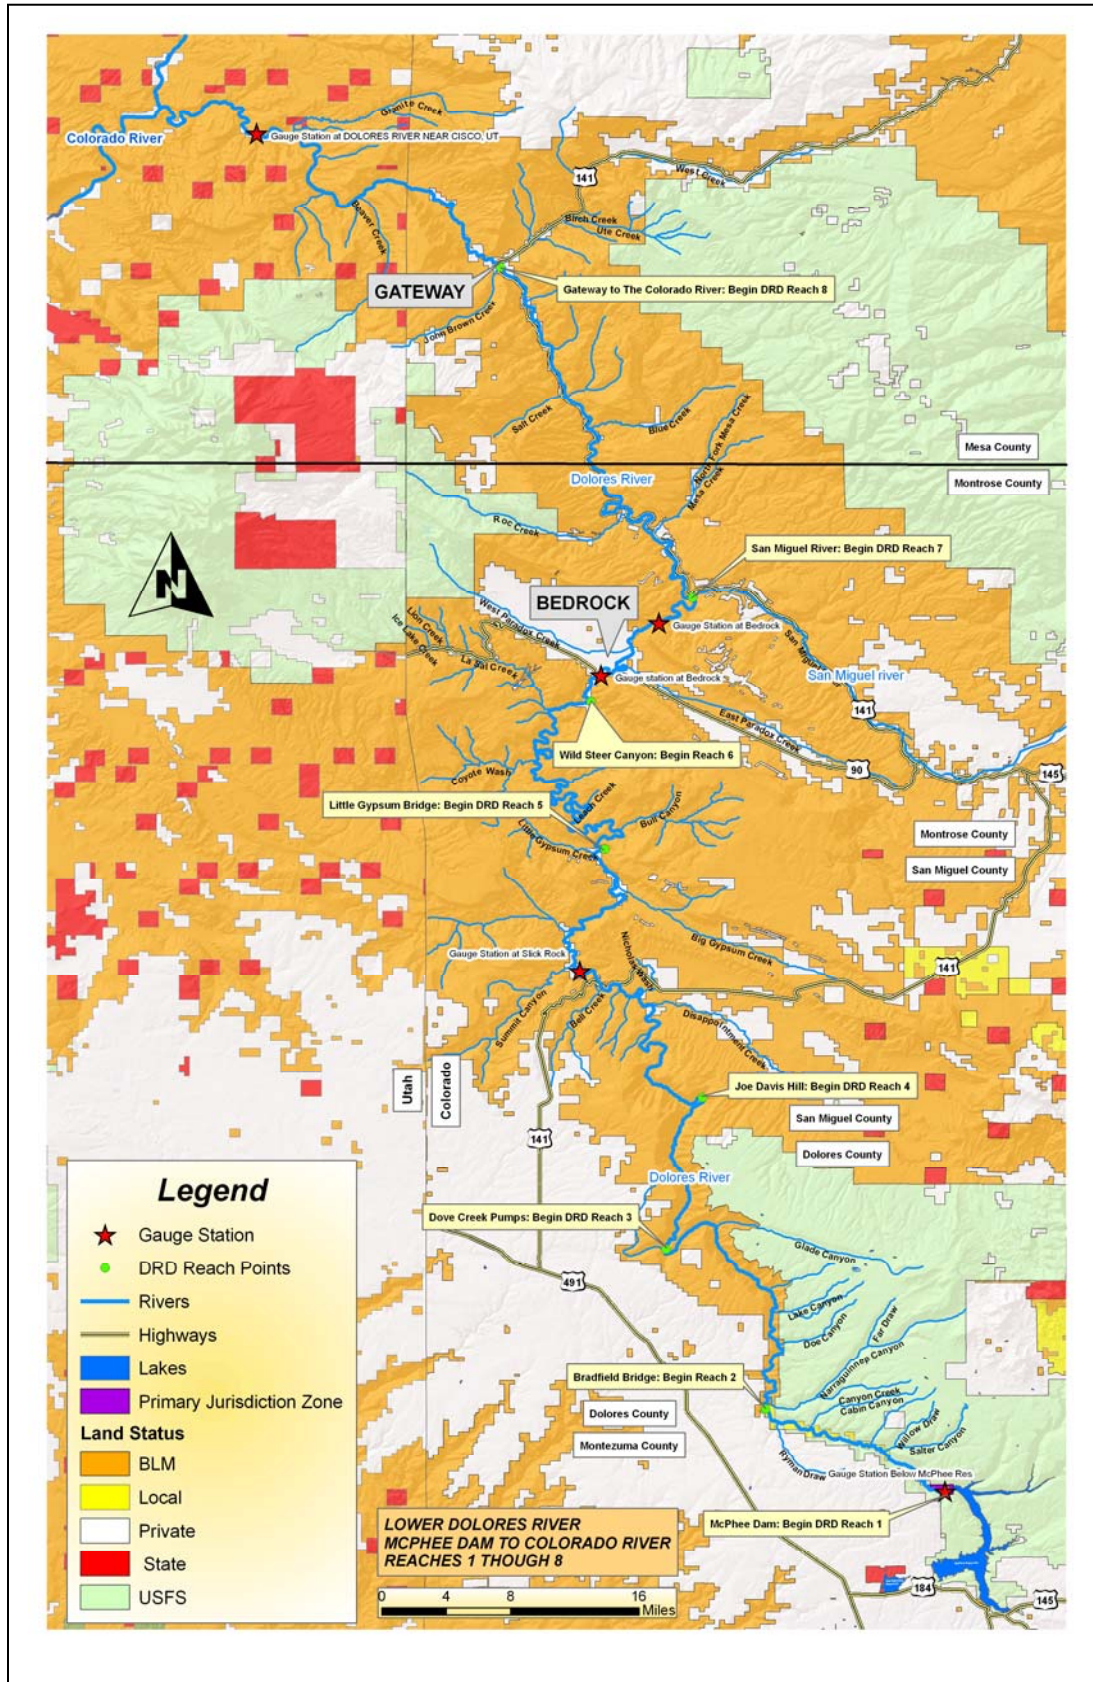 Colorado River
Granite Creek
Gauge Station at DOLORES RIVER NEAR CISCO, UT
141
West Creek
Beaver Creek
Birch Creek
Ute Creek
GATEWAY
Gateway to The Colorado River: Begin DRD Reach 8
John Brown Creek
Salt Creek
Blue Creek
North Fork Mesa Creek
Mesa Creek
Mesa County
Dolores River
Montrose County
Roc Creek
San Miguel River: Begin DRD Reach 7
N
BEDROCK
West Paradox Creek
Lion Creek
Ice Lake Creek
Gauge Station at Bedrock
La Sal Creek
San Miguel
San Miguel river
Gauge station at Bedrock
141
East Paradox Creek
Wild Steer Canyon: Begin Reach 6
Coyote Wash
90
145
Little Gypsum Bridge: Begin DRD Reach 5
Leach Creek
Bull Canyon
Little Gypsum Creek
Montrose County
San Miguel County
Nicholas Wash
Big Gypsum Creek
Gauge Station at Slick Rock
141
Summit Canyon
Bell Creek
Disappointment Creek
Utah
Colorado
Joe Davis Hill: Begin DRD Reach 4
San Miguel County
141
Dolores County
Dolores River
Dove Creek Pumps: Begin DRD Reach 3
Glade Canyon
491
Lake Canyon
Doe Canyon
Far Draw
Narraguinnep Canyon
Bradfield Bridge: Begin Reach 2
Canyon Creek
Cabin Canyon
Dolores County
Willow Draw
Montezuma County
Salter Canyon
Ryman Draw
Gauge Station Below McPhee Res
McPhee Dam: Begin DRD Reach 1
184
145
Legend
Gauge Station
DRD Reach Points
Rivers
Highways
Lakes
Primary Jurisdiction Zone
Land Status
BLM
Local
Private
State
USFS
LOWER DOLORES RIVER
MCPHEE DAM TO COLORADO RIVER
REACHES 1 THOUGH 8
0 4 8 16
Miles